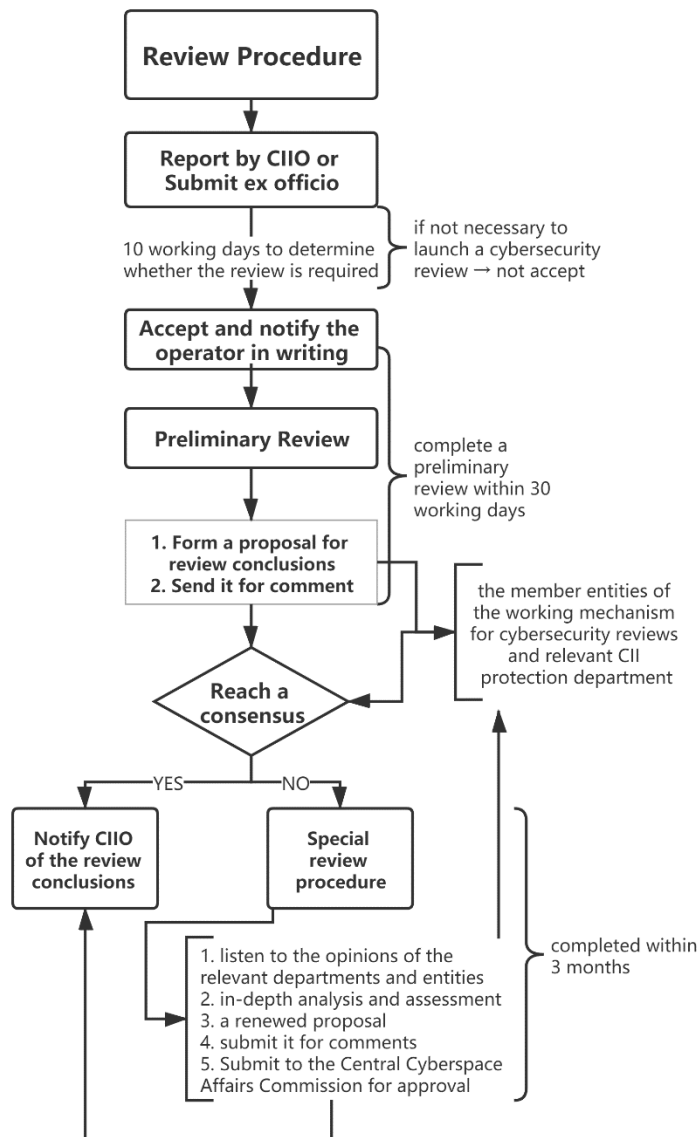 Review Procedure
Report by CIIO or
Submit ex officio
10 working days to determine
whether the review is required
if not necessary to
launch a cybersecurity
review → not accept
Accept and notify the
operator in writing
Preliminary Review
complete a
preliminary
review within 30
working days
1. Form a proposal for
review conclusions
2. Send it for comment
the member entities of
the working mechanism
for cybersecurity reviews
and relevant CII
protection department
Reach a
consensus
YES
NO
Notify CIIO
of the review
conclusions
Special
review
procedure
1. listen to the opinions of the
relevant departments and entities
2. in-depth analysis and assessment
3. a renewed proposal
4. submit it for comments
5. Submit to the Central Cyberspace
Affairs Commission for approval
completed within
3 months